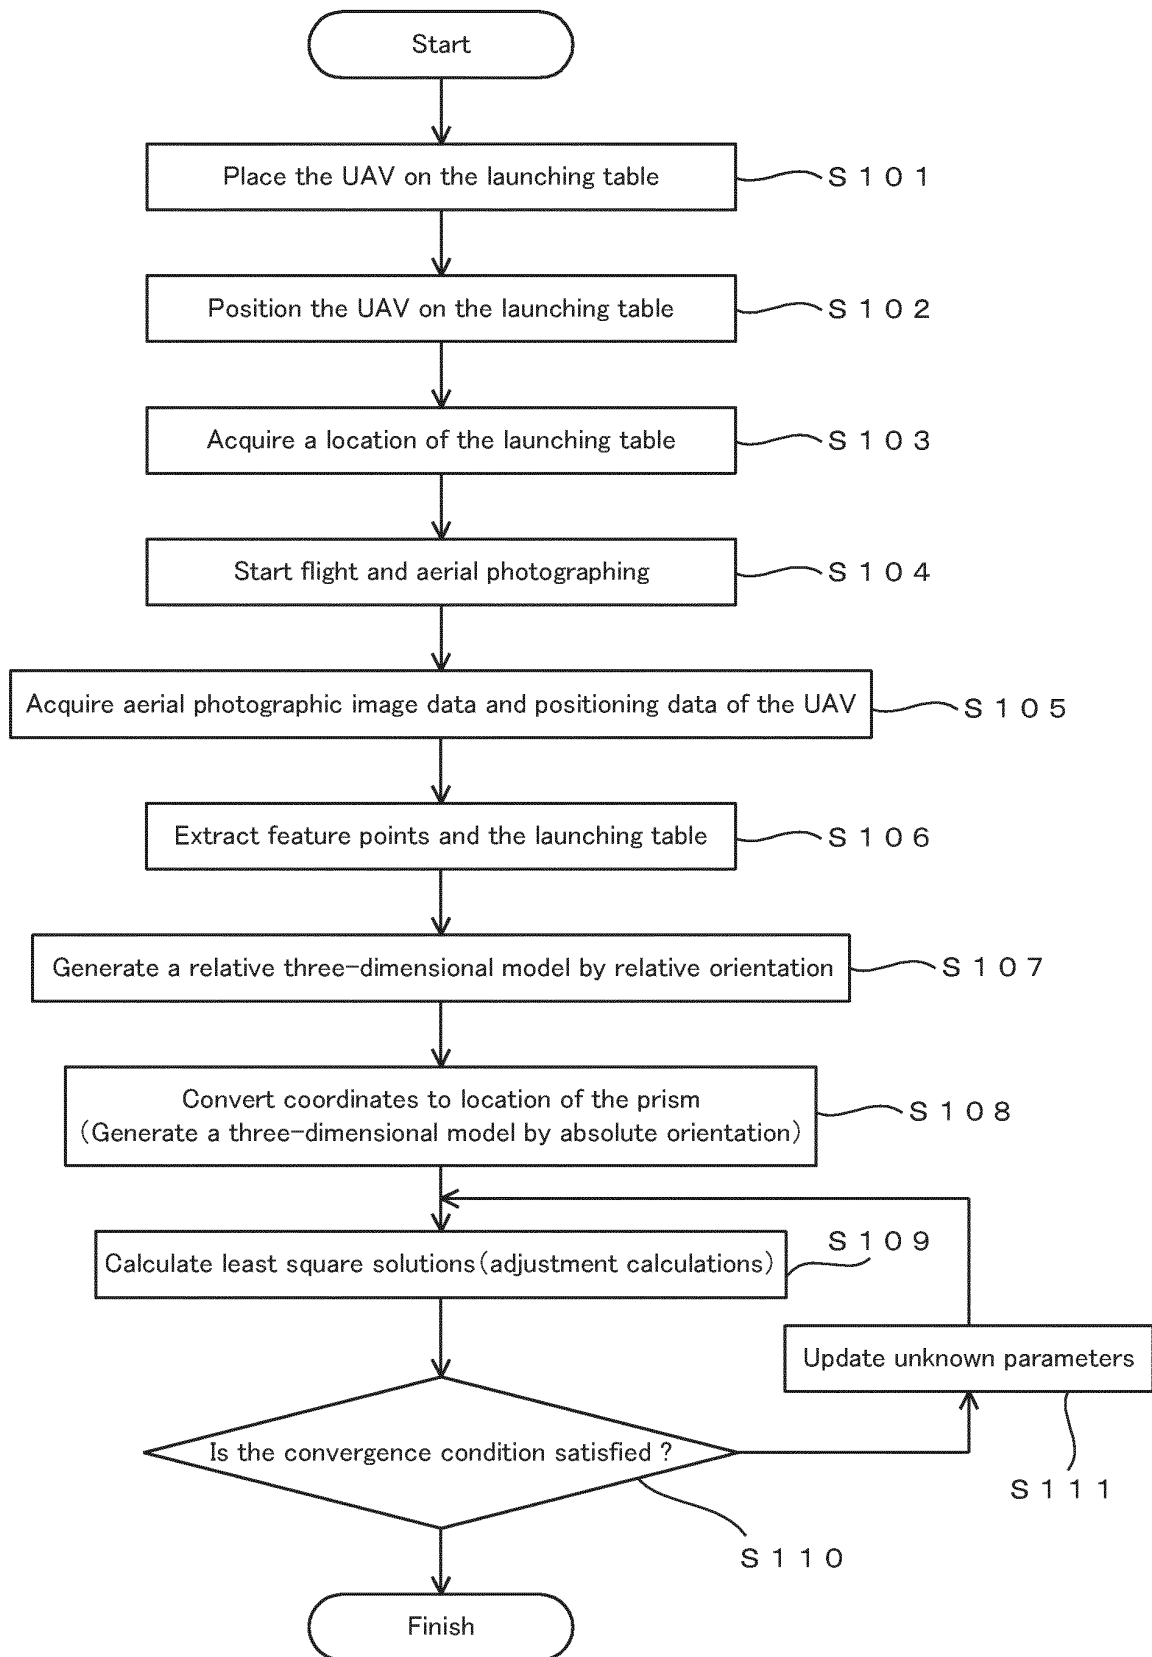 Start
Place the UAV on the launching table
S101
Position the UAV on the launching table
S102
Acquire a location of the launching table
S103
Start flight and aerial photographing
S104
Acquire aerial photographic image data and positioning data of the UAV
S105
Extract feature points and the launching table
S106
Generate a relative three-dimensional model by relative orientation
S107
Convert coordinates to location of the prism
(Generate a three-dimensional model by absolute orientation)
S108
Calculate least square solutions(adjustment calculations)
S109
Update unknown parameters
S111
Is the convergence condition satisfied ?
S110
Finish